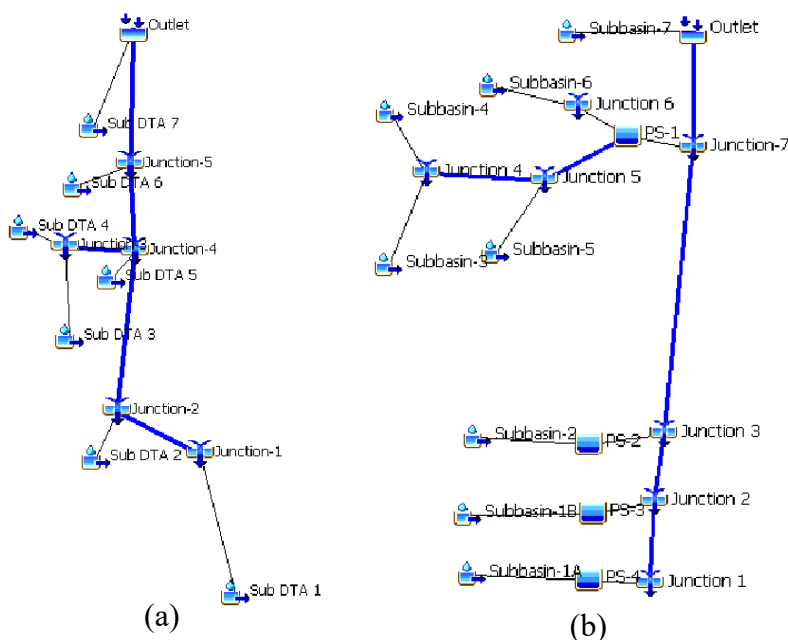 Outlet
Sub DTA 7
Junction-5
Sub DTA 6
Sub DTA 4
Junction-3
Junction-4
Sub DTA 5
Sub DTA 3
Junction-2
Sub DTA 2
Junction-1
Sub DTA 1
(a)
Subbasin-7
Outlet
Subbasin-6
Junction 6
Subbasin-4
PS-1
Junction-7
Junction 4
Junction 5
Subbasin-5
Subbasin-3
Junction 3
Subbasin-2
PS-2
Junction 2
Subbasin-1B
PS-3
Subbasin-1A
PS-4
Junction 1
(b)